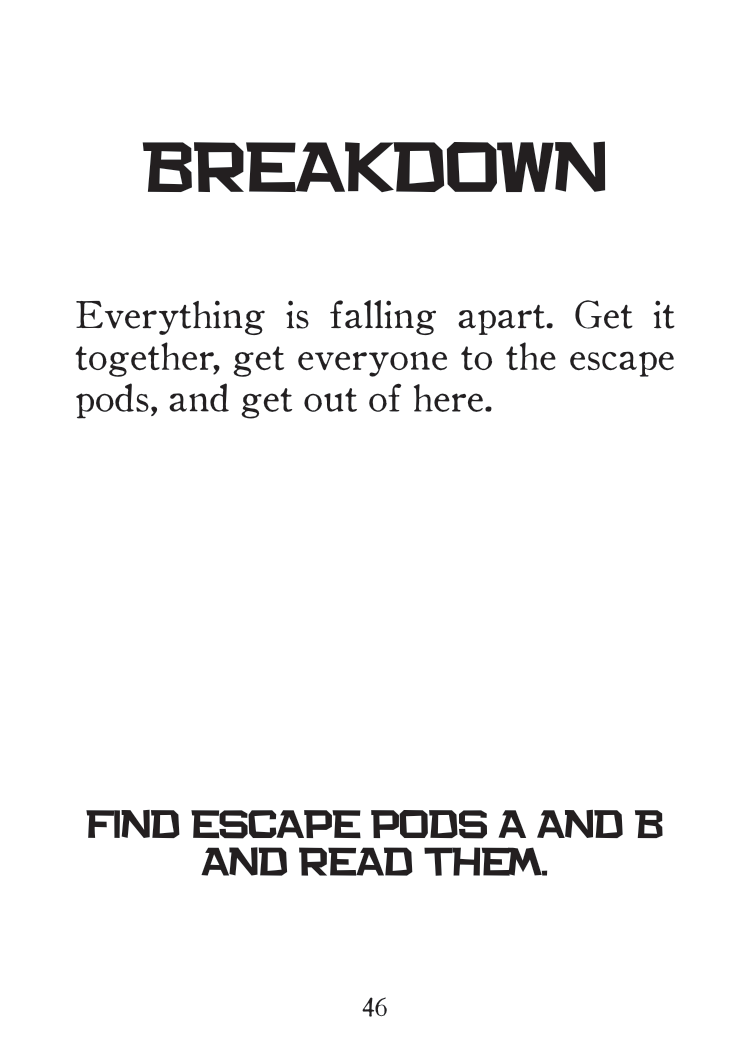 BREAKDOWN
Everything is falling apart. Get it
together, get everyone to the escape
pods, and get out of here.
FIND ESCAPE PODS A AND B
AND READ THEM.
46